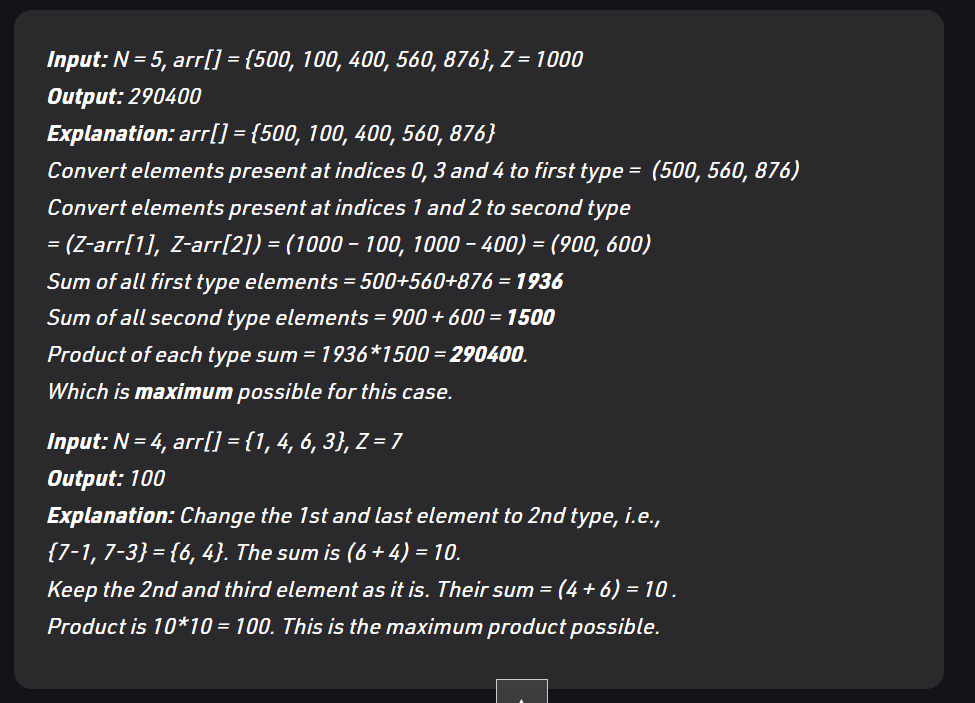 Input: N = 5, arr[] = {500, 100, 400, 560, 876}, Z = 1000
Output: 290400
Explanation: arr[] = {500, 100, 400, 560, 876}
Convert elements present at indices 0, 3 and 4 to first type =  (500, 560, 876)
Convert elements present at indices 1 and 2 to second type
= (Z-arr[1],  Z-arr[2]) = (1000 – 100, 1000 – 400) = (900, 600)
Sum of all first type elements = 500+560+876 = 1936
Sum of all second type elements = 900 + 600 = 1500
Product of each type sum = 1936*1500 = 290400.
Which is maximum possible for this case.
Input: N = 4, arr[] = {1, 4, 6, 3}, Z = 7
Output: 100
Explanation: Change the 1st and last element to 2nd type, i.e.,
{7-1, 7-3} = {6, 4}. The sum is (6 + 4) = 10.
Keep the 2nd and third element as it is. Their sum = (4 + 6) = 10 .
Product is 10*10 = 100. This is the maximum product possible.